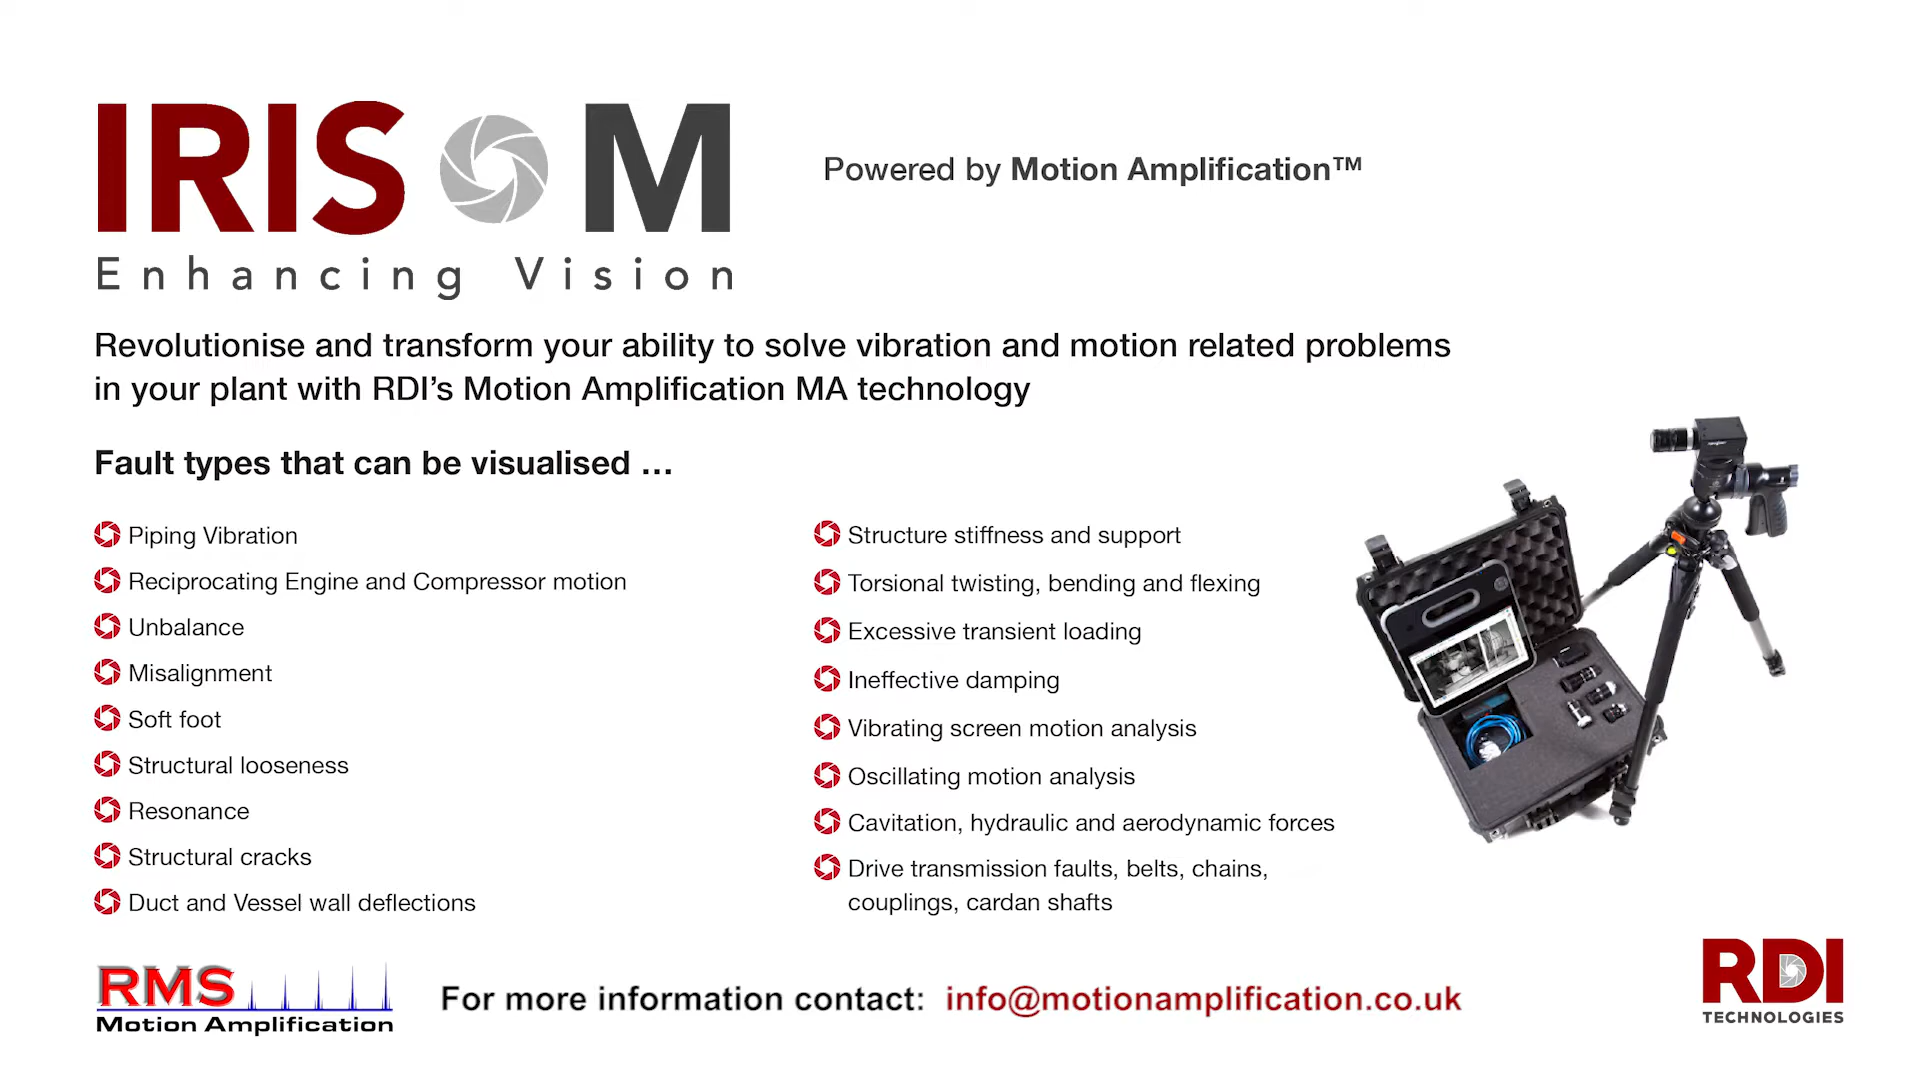 IRIS M
Enhancing Vision
Powered by Motion Amplification™
Revolutionise and transform your ability to solve vibration and motion related problems
in your plant with RDI’s Motion Amplification MA technology
Fault types that can be visualised …
Piping Vibration
Reciprocating Engine and Compressor motion
Unbalance
Misalignment
Soft foot
Structural looseness
Resonance
Structural cracks
Duct and Vessel wall deflections
Structure stiffness and support
Torsional twisting, bending and flexing
Excessive transient loading
Ineffective damping
Vibrating screen motion analysis
Oscillating motion analysis
Cavitation, hydraulic and aerodynamic forces
Drive transmission faults, belts, chains,
couplings, cardan shafts
RMS
Motion Amplification
For more information contact: info@motionamplification.co.uk
RDI
TECHNOLOGIES